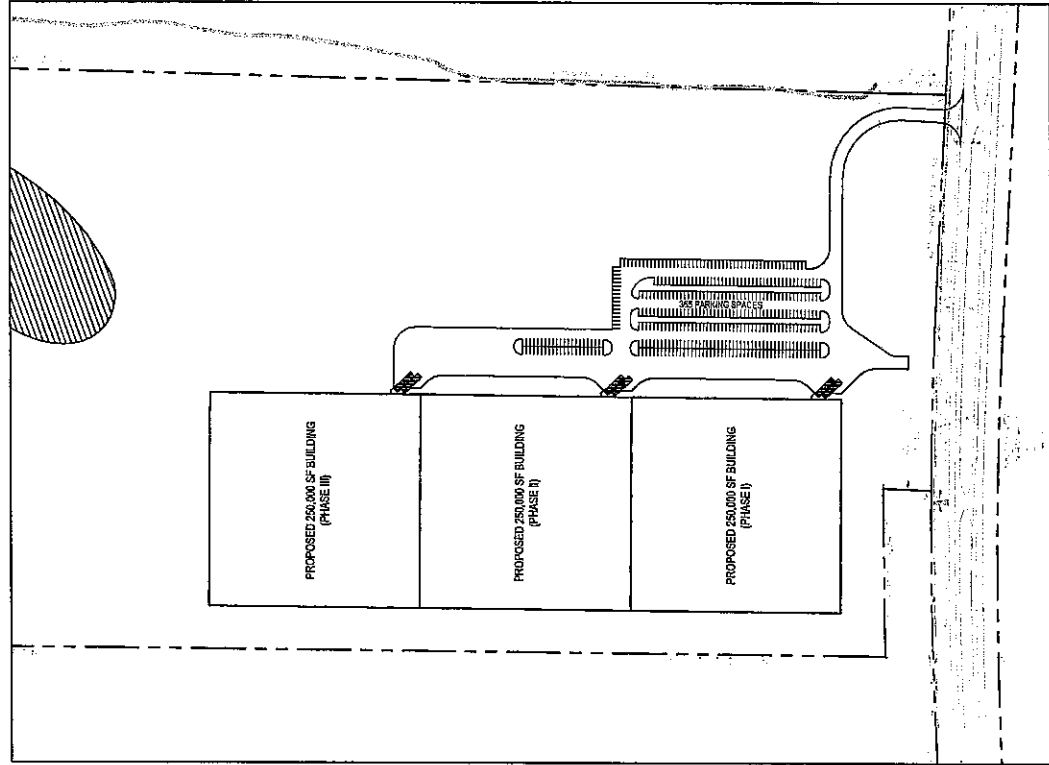 PROPOSED 250,000 SF BUILDING
(PHASE III)
PROPOSED 250,000 SF BUILDING
(PHASE II)
PROPOSED 250,000 SF BUILDING
(PHASE I)
365 PARKING SPACES